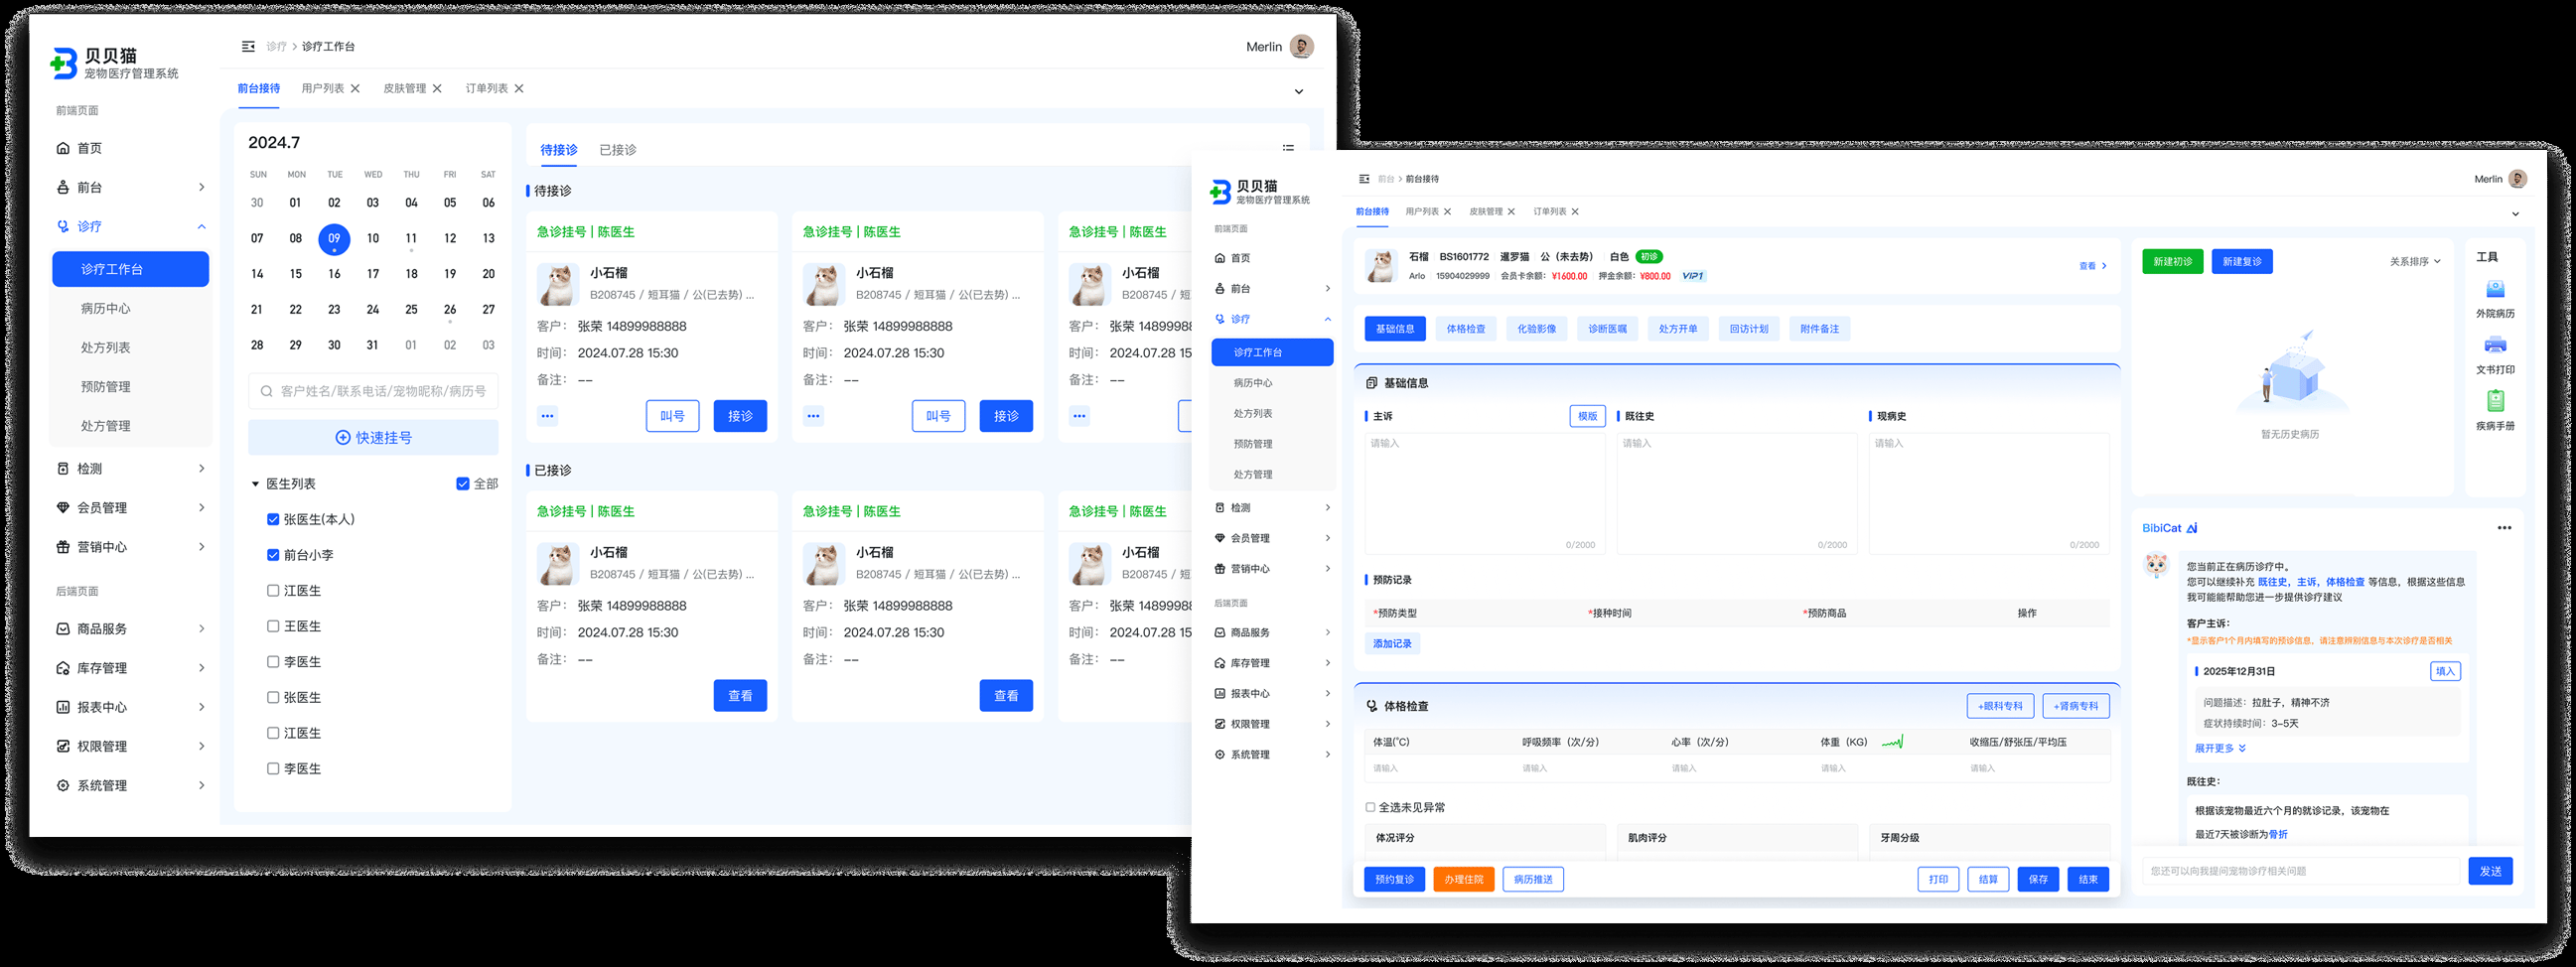 贝贝猫
宠物医疗管理系统
前端页面
首页
前台
诊疗
诊疗工作台
病历中心
处方列表
预防管理
处方管理
检测
会员管理
营销中心
后端页面
商品服务
库存管理
报表中心
权限管理
系统管理
诊疗 > 诊疗工作台
Merlin
前台接待 用户列表 皮肤管理 订单列表
2024.7
SUN MON TUE WED THU FRI SAT
30 01 02 03 04 05 06
07 08 09 10 11 12 13
14 15 16 17 18 19 20
21 22 23 24 25 26 27
28 29 30 31 01 02 03
客户姓名/联系电话/宠物昵称/病历号
快速挂号
医生列表 全部
张医生(本人)
前台小李
江医生
王医生
李医生
张医生
江医生
李医生
待接诊 已接诊
待接诊
急诊挂号 | 陈医生 急诊挂号 | 陈医生 急诊挂号 | 陈医生
小石榴 小石榴 小石榴
B208745 / 短耳猫 / 公(已去势) ... B208745 / 短耳猫 / 公(已去势) ... B208745 / 短
客户： 张荣 14899988888 客户： 张荣 14899988888 客户： 张荣 148999888
时间： 2024.07.28 15:30 时间： 2024.07.28 15:30 时间： 2024.07.28 15
备注： -- 备注： -- 备注： --
叫号 接诊 叫号 接诊
已接诊
急诊挂号 | 陈医生 急诊挂号 | 陈医生 急诊挂号 | 陈医生
小石榴 小石榴 小石榴
B208745 / 短耳猫 / 公(已去势) ... B208745 / 短耳猫 / 公(已去势) ... B208745 / 短
客户： 张荣 14899988888 客户： 张荣 14899988888 客户： 张荣 148999888
时间： 2024.07.28 15:30 时间： 2024.07.28 15:30 时间： 2024.07.28 15
备注： -- 备注： -- 备注： --
查看 查看
贝贝猫
宠物医疗管理系统
前端页面
首页
前台
诊疗
诊疗工作台
病历中心
处方列表
预防管理
处方管理
检测
会员管理
营销中心
后端页面
商品服务
库存管理
报表中心
权限管理
系统管理
前台 > 前台接待
Merlin
前台接待 用户列表 皮肤管理 订单列表
石榴 BS1601772 暹罗猫 公（未去势） 白色 初诊
Arlo 15904029999 会员卡余额：¥1600.00 押金余额：¥800.00 VIP1
查看
基础信息 体格检查 化验影像 诊断医嘱 处方开单 回访计划 附件备注
基础信息
主诉 模版 既往史 现病史
请输入 请输入 请输入
0/2000 0/2000 0/2000
预防记录
*预防类型 *接种时间 *预防商品 操作
添加记录
体格检查 +眼科专科 +肾病专科
体温(℃) 呼吸频率（次/分） 心率（次/分） 体重（KG） 收缩压/舒张压/平均压
请输入 请输入 请输入 请输入 请输入
全选未见异常
体况评分 肌肉评分 牙周分级
预约复诊 办理住院 病历推送 打印 结算 保存 结束
新建初诊 新建复诊 关系排序
暂无历史病历
工具
外院病历
文书打印
疾病手册
BibiCat Ai
您当前正在病历诊疗中。
您可以继续补充 既往史，主诉，体格检查 等信息，根据这些信息
我可能能帮助您进一步提供诊疗建议
客户主诉：
*显示客户1个月内填写的预诊信息，请注意辨别信息与本次诊疗是否相关
2025年12月31日 填入
问题描述：拉肚子，精神不济
症状持续时间：3-5天
展开更多
既往史：
根据该宠物最近六个月的就诊记录，该宠物在
最近7天被诊断为骨折
您还可以向我提问宠物诊疗相关问题
发送